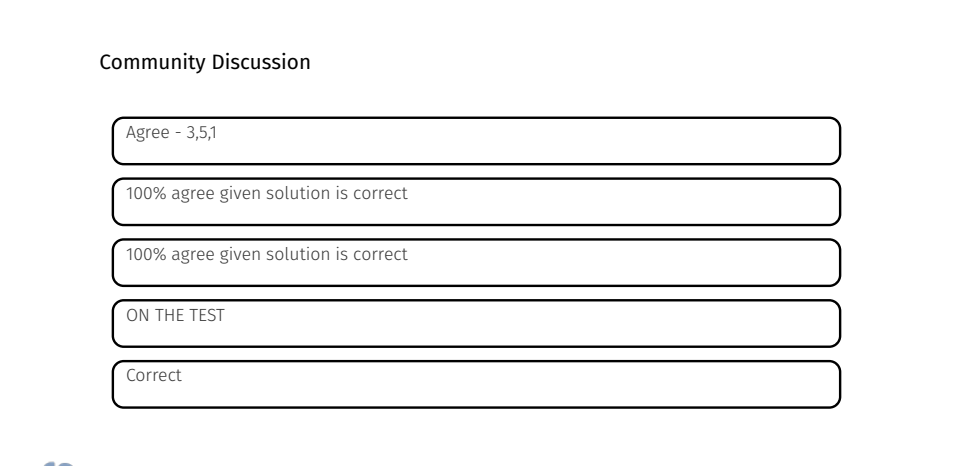 Community Discussion
Agree - 3,5,1
100% agree given solution is correct
100% agree given solution is correct
ON THE TEST
Correct